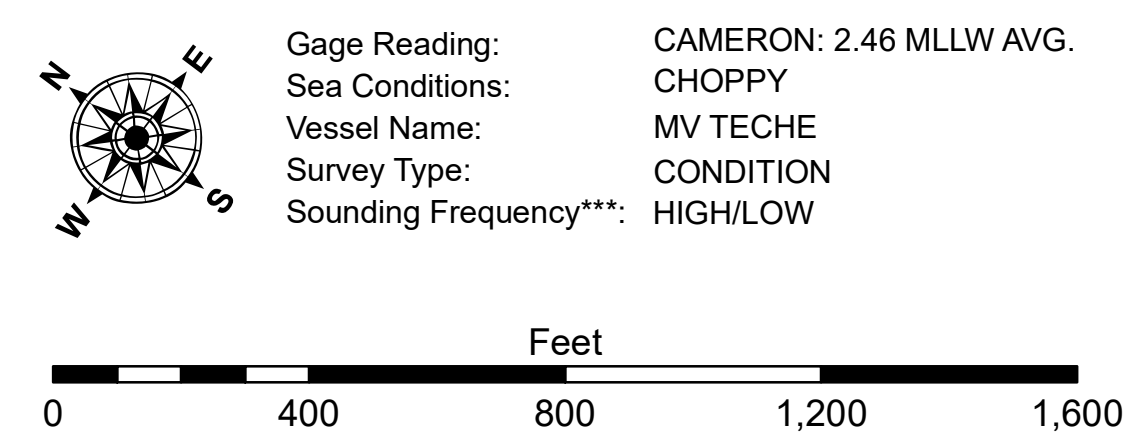 N E
W S
Gage Reading: CAMERON: 2.46 MLLW AVG.
Sea Conditions: CHOPPY
Vessel Name: MV TECHE
Survey Type: CONDITION
Sounding Frequency***: HIGH/LOW
Feet
0 400 800 1,200 1,600